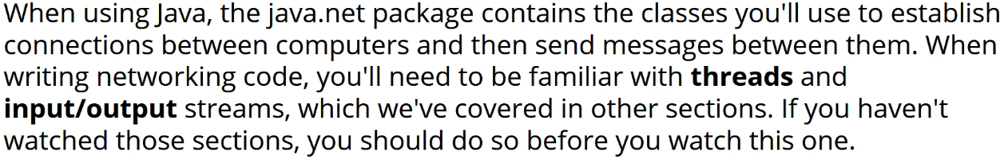 When using Java, the java.net package contains the classes you'll use to establish
connections between computers and then send messages between them. When
writing networking code, you'll need to be familiar with threads and
input/output streams, which we've covered in other sections. If you haven't
watched those sections, you should do so before you watch this one.